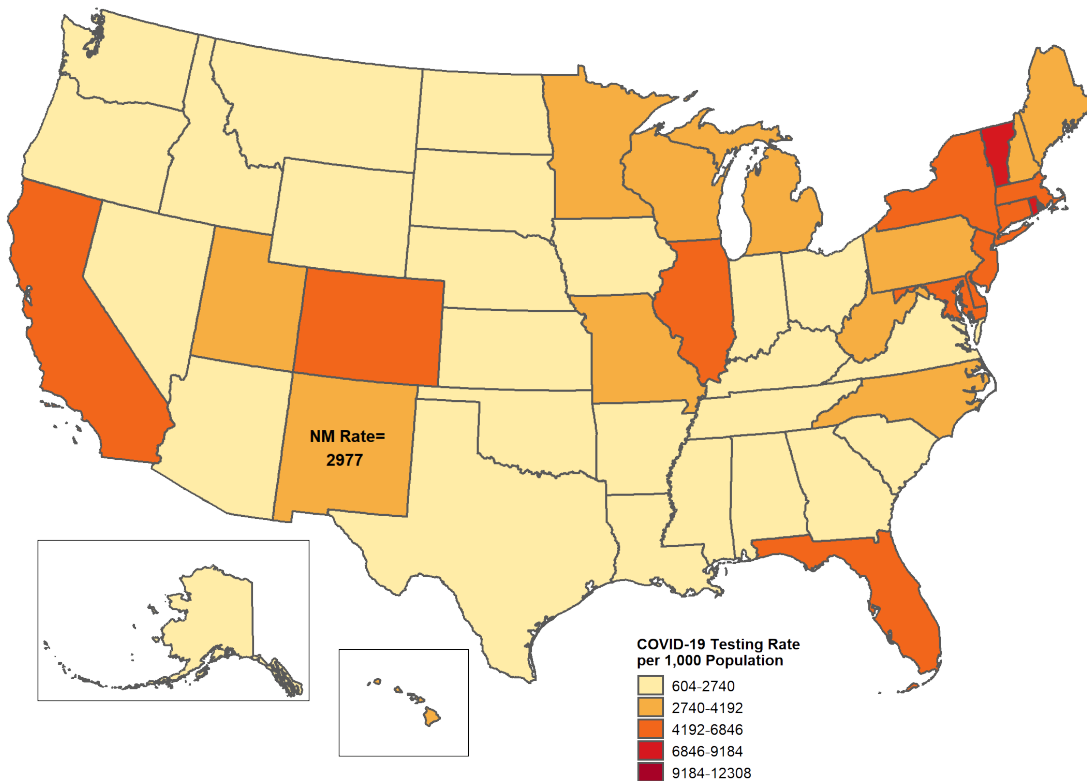 NM Rate=
2977
COVID-19 Testing Rate
per 1,000 Population
604-2740
2740-4192
4192-6846
6846-9184
9184-12308